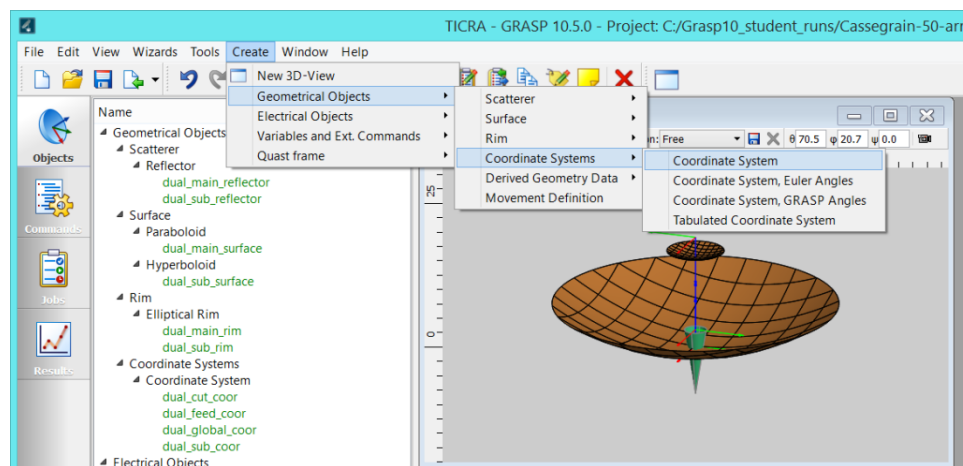 TICRA - GRASP 10.5.0 - Project: C:/Grasp10_student_runs/Cassegrain-50-arr
File Edit View Wizards Tools Create Window Help
New 3D-View
Geometrical Objects
Electrical Objects
Variables and Ext. Commands
Quast frame
Scatterer
Surface
Rim
Coordinate Systems
Derived Geometry Data
Movement Definition
Coordinate System
Coordinate System, Euler Angles
Coordinate System, GRASP Angles
Tabulated Coordinate System
Free θ 70.5 φ 20.7 ψ 0.0
Objects
Commands
Jobs
Results
Name
Geometrical Objects
Scatterer
Reflector
dual_main_reflector
dual_sub_reflector
Surface
Paraboloid
dual_main_surface
Hyperboloid
dual_sub_surface
Rim
Elliptical Rim
dual_main_rim
dual_sub_rim
Coordinate Systems
Coordinate System
dual_cut_coor
dual_feed_coor
dual_global_coor
dual_sub_coor
Electrical Objects
25
0